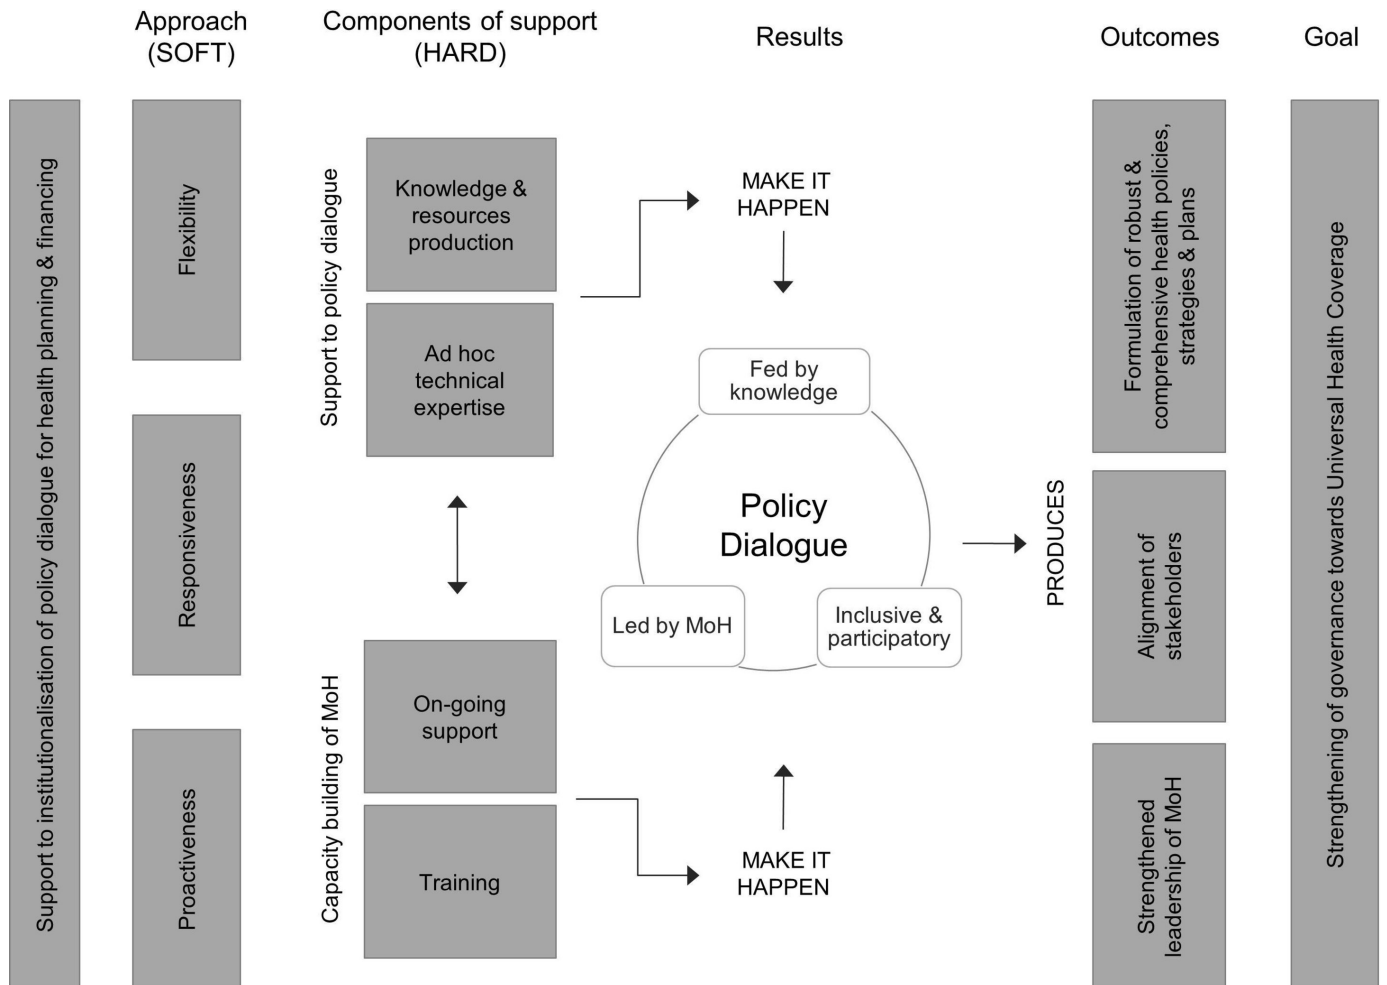 Approach
(SOFT)
Components of support
(HARD)
Results
Outcomes
Goal
Support to institutionalisation of policy dialogue for health planning & financing
Flexibility
Responsiveness
Proactiveness
Support to policy dialogue
Knowledge &
resources
production
Ad hoc
technical
expertise
Capacity building of MoH
On-going
support
Training
MAKE IT
HAPPEN
Fed by
knowledge
Policy
Dialogue
Led by MoH
Inclusive &
participatory
MAKE IT
HAPPEN
PRODUCES
Formulation of robust &
comprehensive health policies,
strategies & plans
Alignment of
stakeholders
Strengthened
leadership of MoH
Strengthening of governance towards Universal Health Coverage